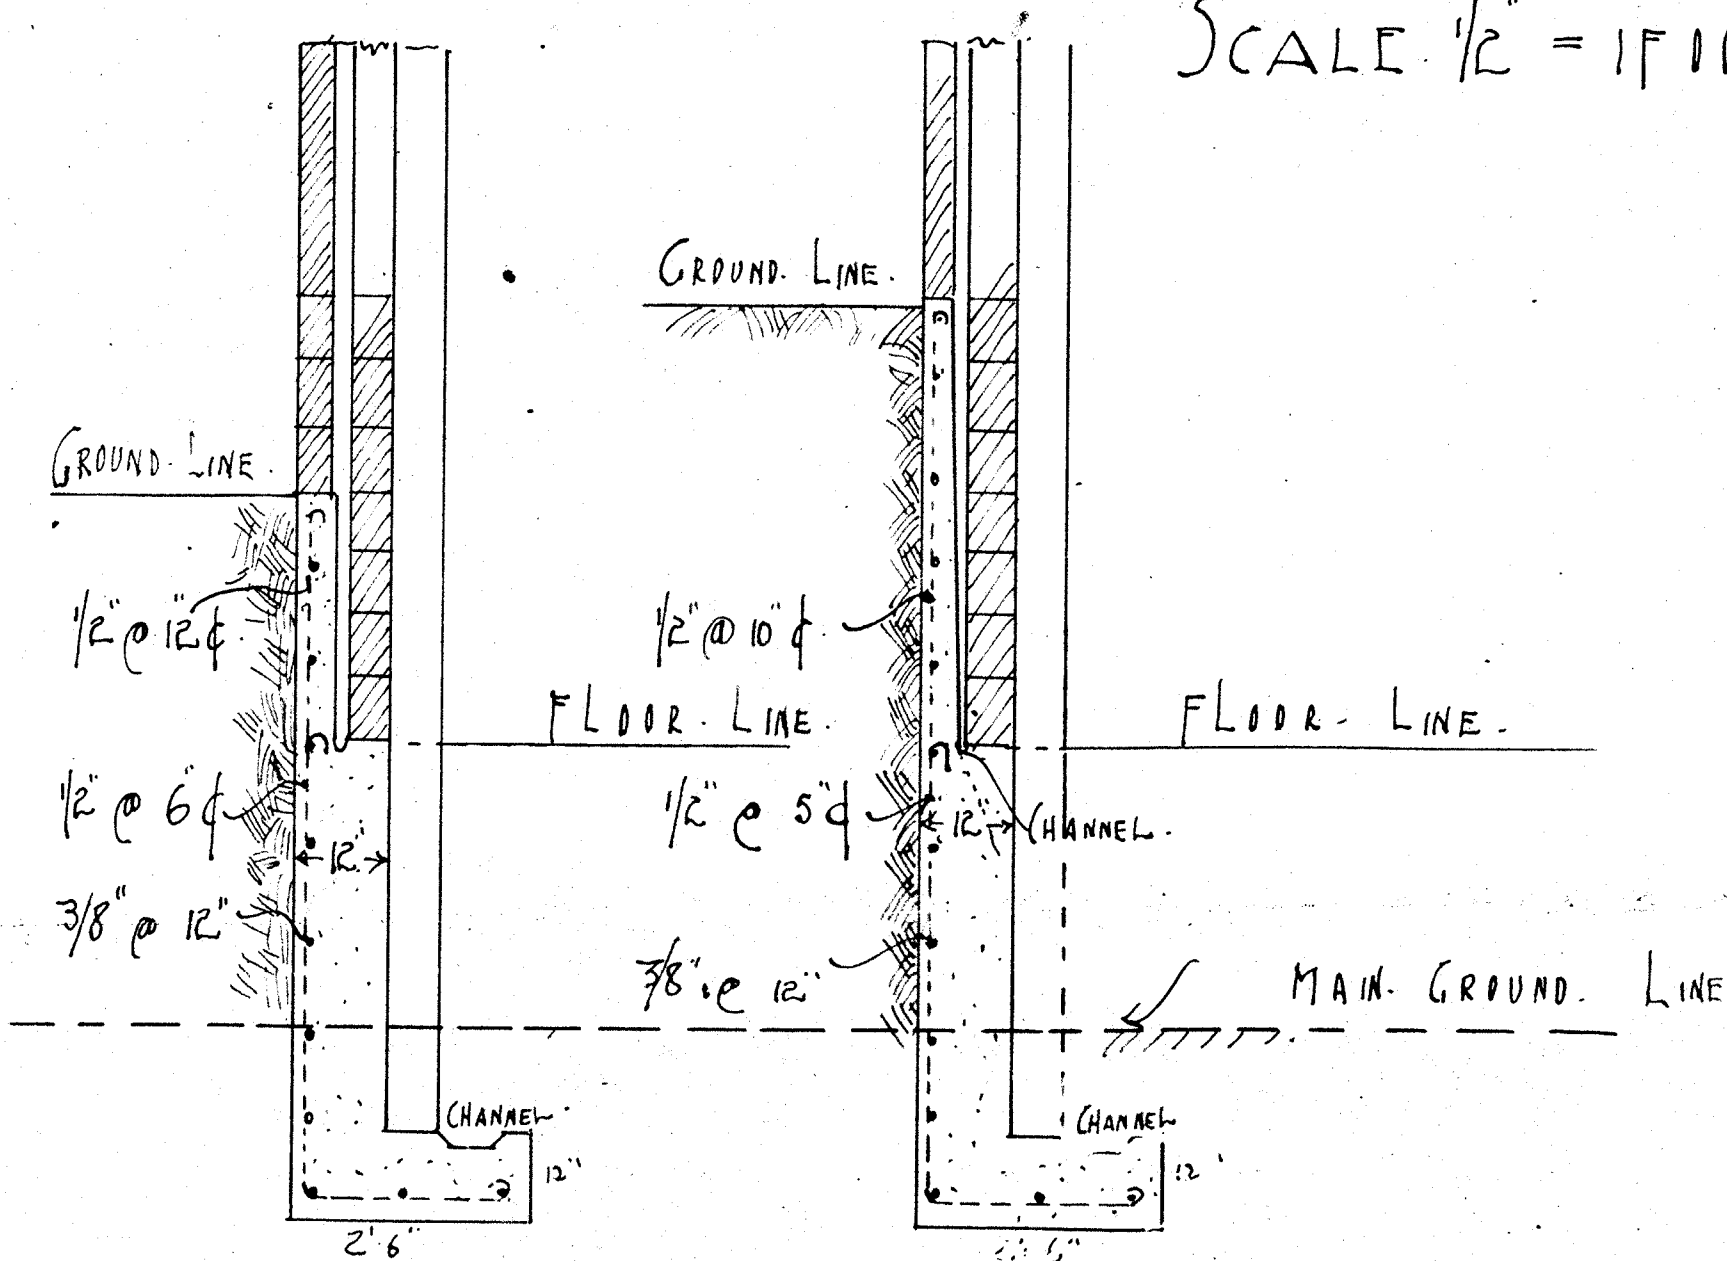 SCALE 1/2" = 1 FOO
GROUND. LINE.
GROUND. LINE.
1/2" @ 12" ¢
1/2" @ 10" ¢.
FLOOR. LINE.
FLOOR - LINE.
1/2" @ 6" ¢
1/2" @ 5" ¢
12"
12"
CHANNEL.
3/8" @ 12"
3/8" @ 12"
MAIN. GROUND. LINE
CHANNEL.
CHANNEL
12"
12'
2'6"